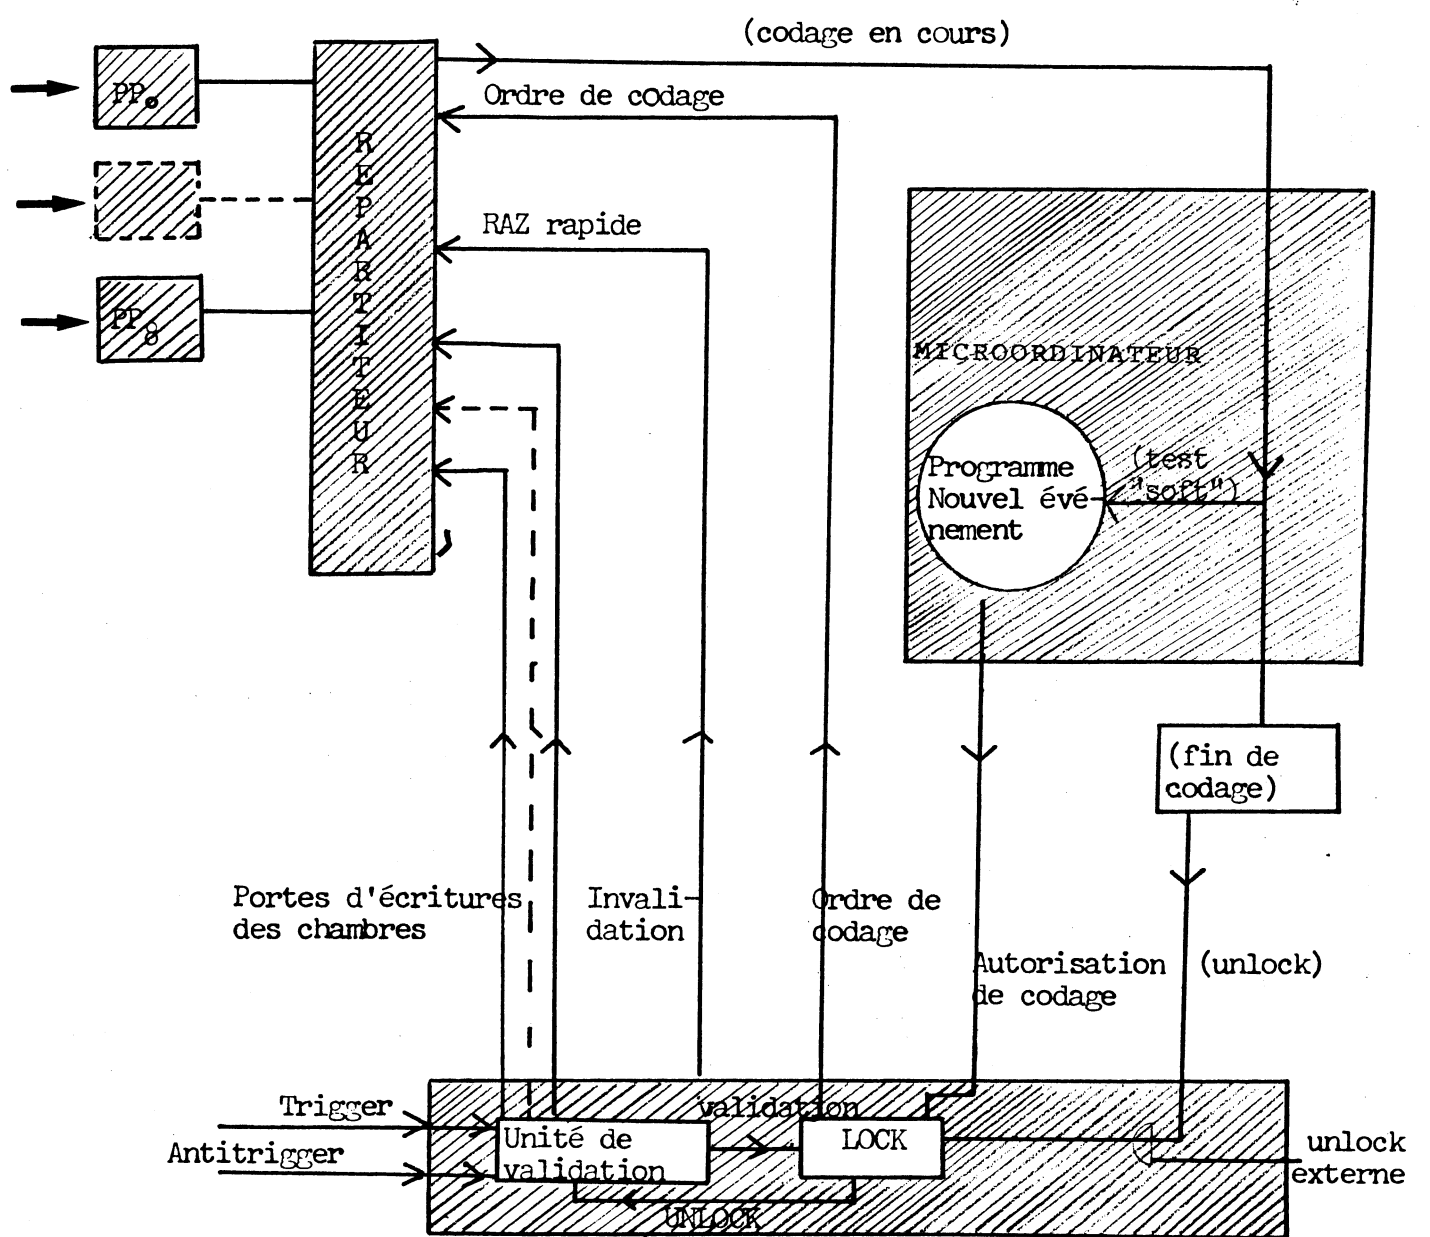 (codage en cours)
PP₀
Ordre de codage
REPARTITEUR
RAZ rapide
PP8
MICROORDINATEUR
Programme
Nouvel évé-
nement
(test
"soft")
(fin de
codage)
Portes d'écritures
des chambres
Invali-
dation
Ordre de
codage
Autorisation
de codage
(unlock)
Trigger
Antitrigger
validation
Unité de
validation
LOCK
UNLOCK
unlock
externe